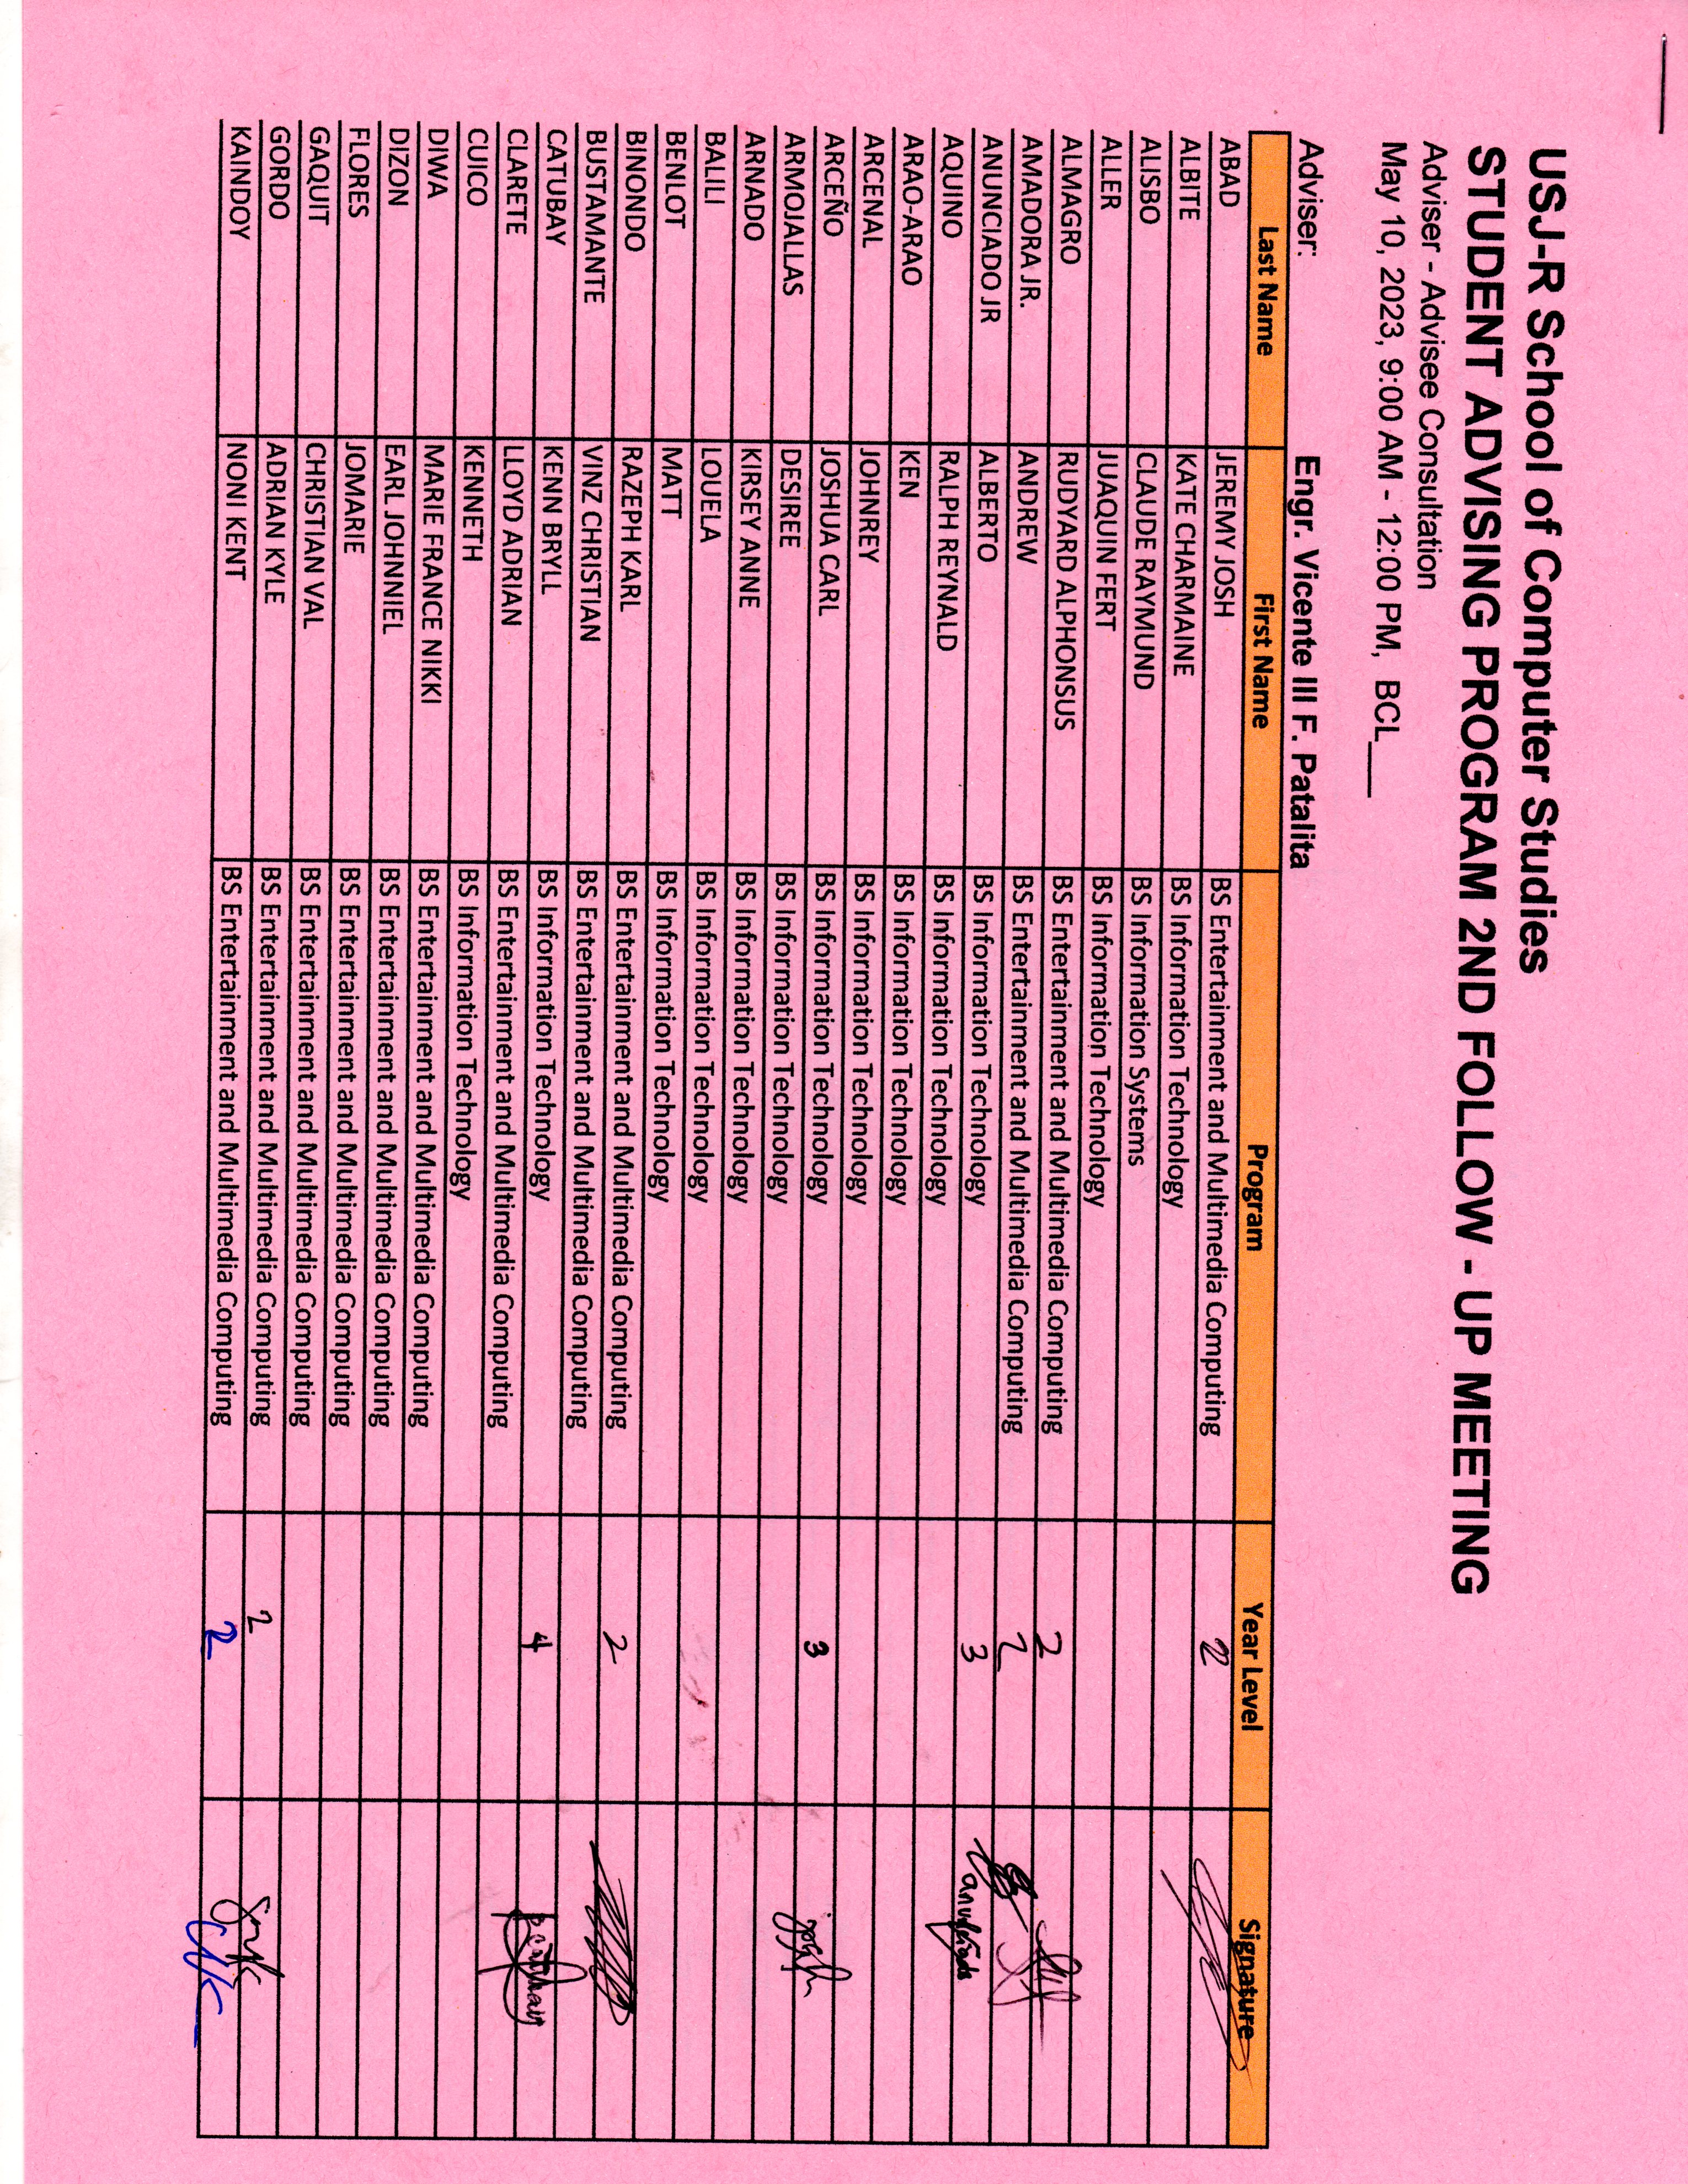 USJ-R School of Computer Studies
STUDENT ADVISING PROGRAM 2ND FOLLOW - UP MEETING
Adviser - Advisee Consultation
May 10, 2023, 9:00 AM - 12:00 PM, BCL___
Adviser: Engr. Vicente III F. Patalita
Last Name First Name Program Year Level Signature
ABAD JEREMY JOSH BS Entertainment and Multimedia Computing 2
ALBITE KATE CHARMAINE BS Information Technology
ALISBO CLAUDE RAYMUND BS Information Systems
ALLER JUAQUIN FERT BS Information Technology
ALMAGRO RUDYARD ALPHONSUS BS Entertainment and Multimedia Computing 2
AMADORA JR. ANDREW BS Entertainment and Multimedia Computing 2
ANUNCIADO JR ALBERTO BS Information Technology 3
AQUINO RALPH REYNALD BS Information Technology
ARAO-ARAO KEN BS Information Technology
ARCENAL JOHNREY BS Information Technology
ARCEÑO JOSHUA CARL BS Information Technology 3
ARMOJALLAS DESIREE BS Information Technology
ARNADO KIRSEY ANNE BS Information Technology
BALILI LOUELA BS Information Technology
BENLOT MATT BS Information Technology
BINONDO RAZEPH KARL BS Entertainment and Multimedia Computing 2
BUSTAMANTE VINZ CHRISTIAN BS Entertainment and Multimedia Computing
CATUBAY KENN BRYLL BS Information Technology 4
CLARETE LLOYD ADRIAN BS Entertainment and Multimedia Computing
CUICO KENNETH BS Information Technology
DIWA MARIE FRANCE NIKKI BS Entertainment and Multimedia Computing
DIZON EARL JOHNNIEL BS Entertainment and Multimedia Computing
FLORES JOMARIE BS Entertainment and Multimedia Computing
GAQUIT CHRISTIAN VAL BS Entertainment and Multimedia Computing
GORDO ADRIAN KYLE BS Entertainment and Multimedia Computing 2
KAINDOY NONI KENT BS Entertainment and Multimedia Computing 2